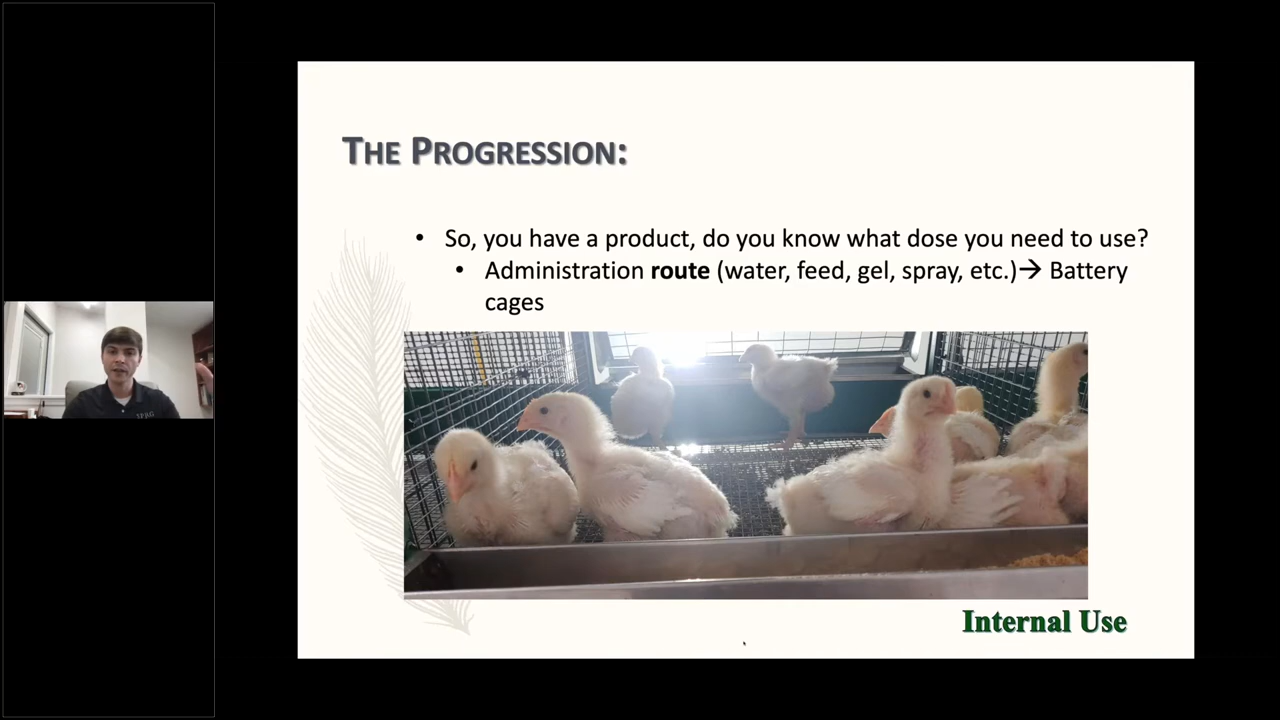 THE PROGRESSION:
• So, you have a product, do you know what dose you need to use?
• Administration route (water, feed, gel, spray, etc.)→ Battery
cages
Internal Use